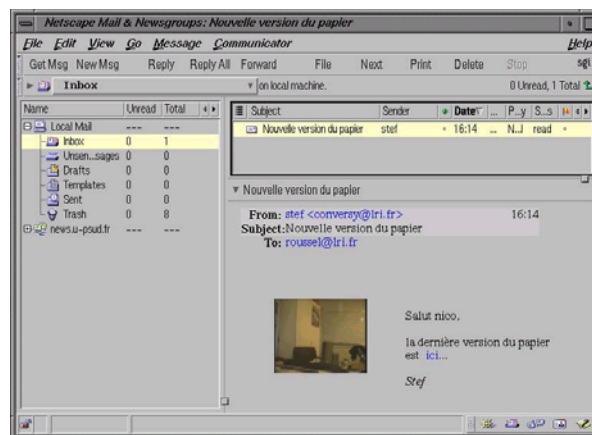 Netscape Mail & Newsgroups: Nouvelle version du papier
File Edit View Go Message Communicator Help
Get Msg New Msg Reply Reply All Forward File Next Print Delete Stop sgi
Inbox on local machine. 0 Unread, 1 Total
Name Unread Total
Local Mail --- ---
Inbox 0 1
Unsen...sages 0 0
Drafts 0 0
Templates 0 0
Sent 0 0
Trash 0 8
news.u-psud.fr --- ---
Subject Sender Date ... P...y S...s
Nouvelle version du papier stef 16:14 ... N...l read
Nouvelle version du papier
From: stef <conversy@lri.fr> 16:14
Subject:Nouvelle version du papier
To: roussel@lri.fr
Salut nico,
la dernière version du papier
est ici...
Stef